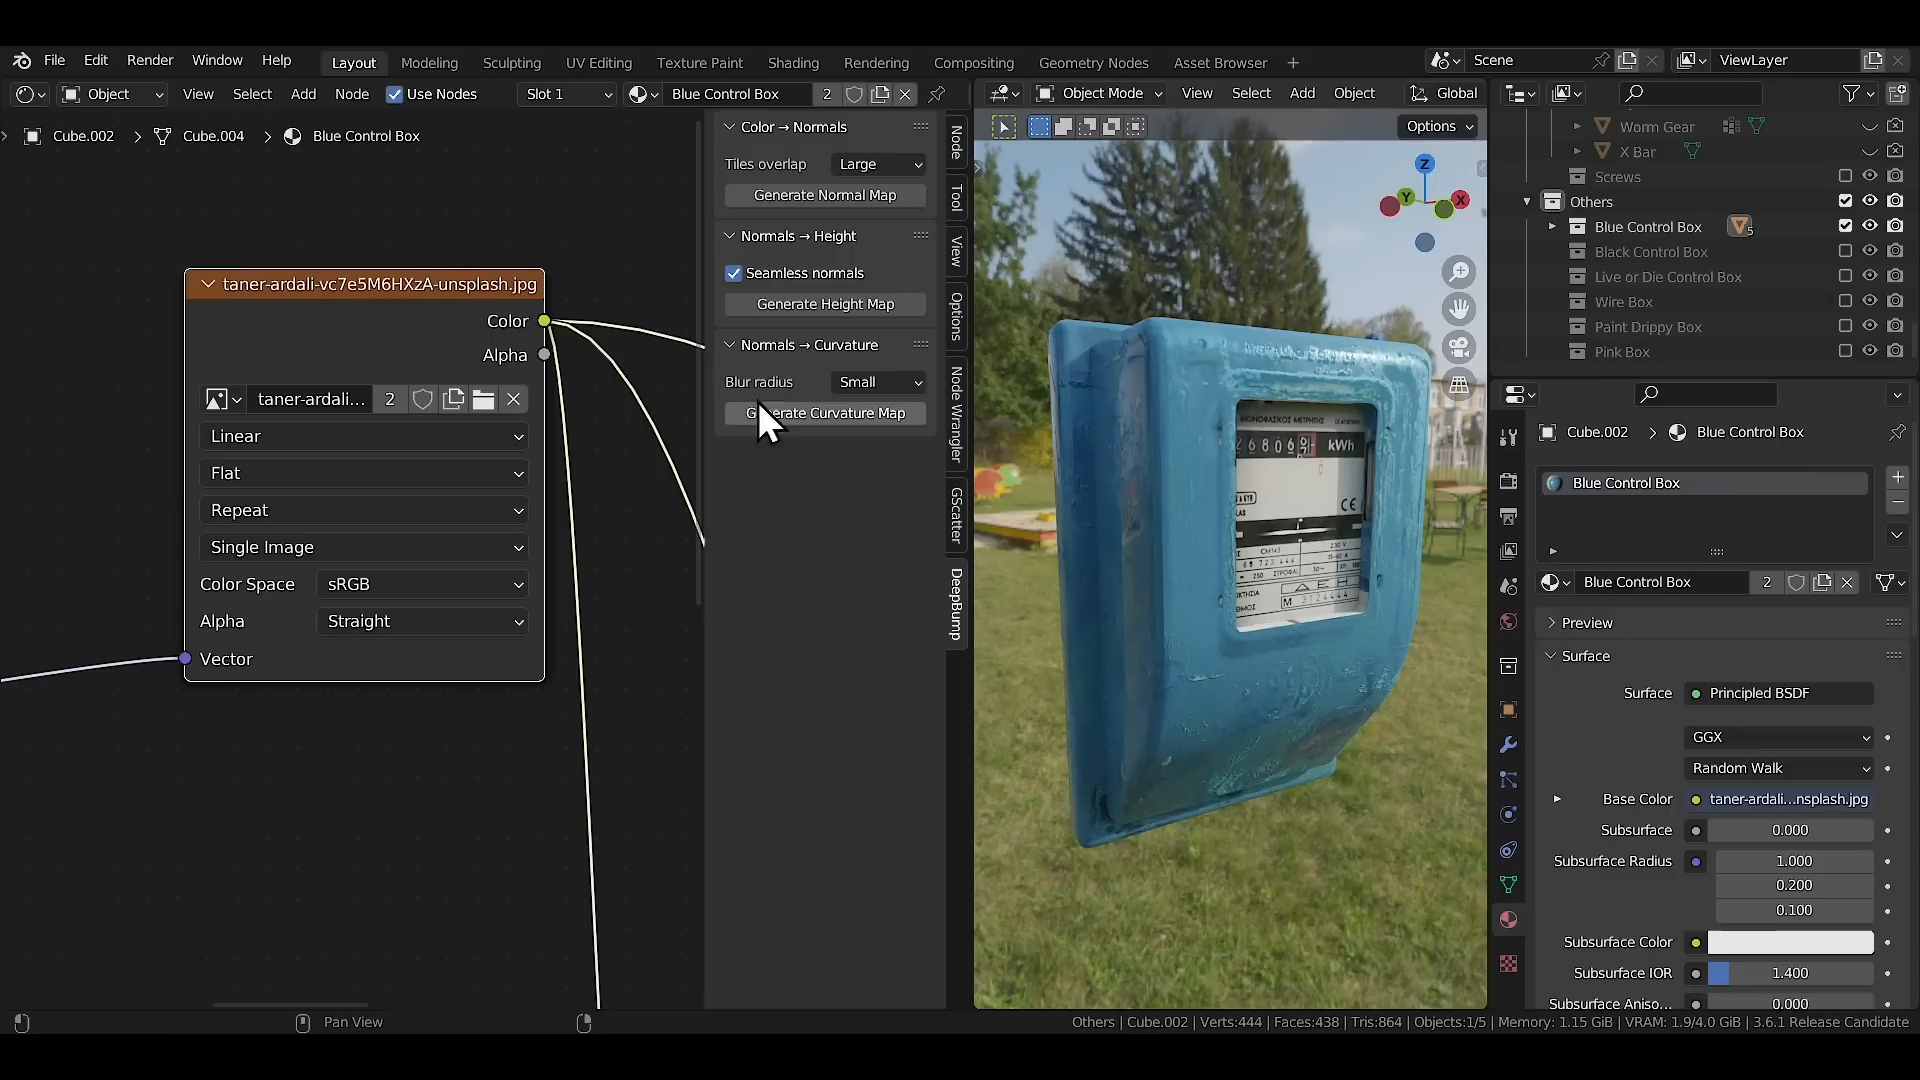 File Edit Render Window Help Layout Modeling Sculpting UV Editing Texture Paint Shading Rendering Compositing Geometry Nodes Asset Browser + Scene ViewLayer
Object View Select Add Node Use Nodes Slot 1 Blue Control Box 2
Cube.002 > Cube.004 > Blue Control Box
taner-ardali-vc7e5M6HXzA-unsplash.jpg
Color
Alpha
taner-ardali... 2
Linear
Flat
Repeat
Single Image
Color Space sRGB
Alpha Straight
Vector
Color → Normals
Tiles overlap Large
Generate Normal Map
Normals → Height
Seamless normals
Generate Height Map
Normals → Curvature
Blur radius Small
Generate Curvature Map
Node
Tool
View
Options
Node Wrangler
GScatter
DeepBump
Object Mode View Select Add Object Global
Options
Z
Y
X
ΜΟΝΟΦΑΣΙΚΟΣ ΜΕΤΡΗΤΗΣ
kWh
CE
CM143 230 V
M 3124444
Worm Gear
X Bar
Screws
Others
Blue Control Box 5
Black Control Box
Live or Die Control Box
Wire Box
Paint Drippy Box
Pink Box
Cube.002 > Blue Control Box
Blue Control Box
Blue Control Box 2
Preview
Surface
Surface Principled BSDF
GGX
Random Walk
Base Color taner-ardali...nsplash.jpg
Subsurface 0.000
Subsurface Radius 1.000
0.200
0.100
Subsurface Color
Subsurface IOR 1.400
Subsurface Aniso... 0.000
Pan View
Others | Cube.002 | Verts:444 | Faces:438 | Tris:864 | Objects:1/5 | Memory: 1.15 GiB | VRAM: 1.9/4.0 GiB | 3.6.1 Release Candidate